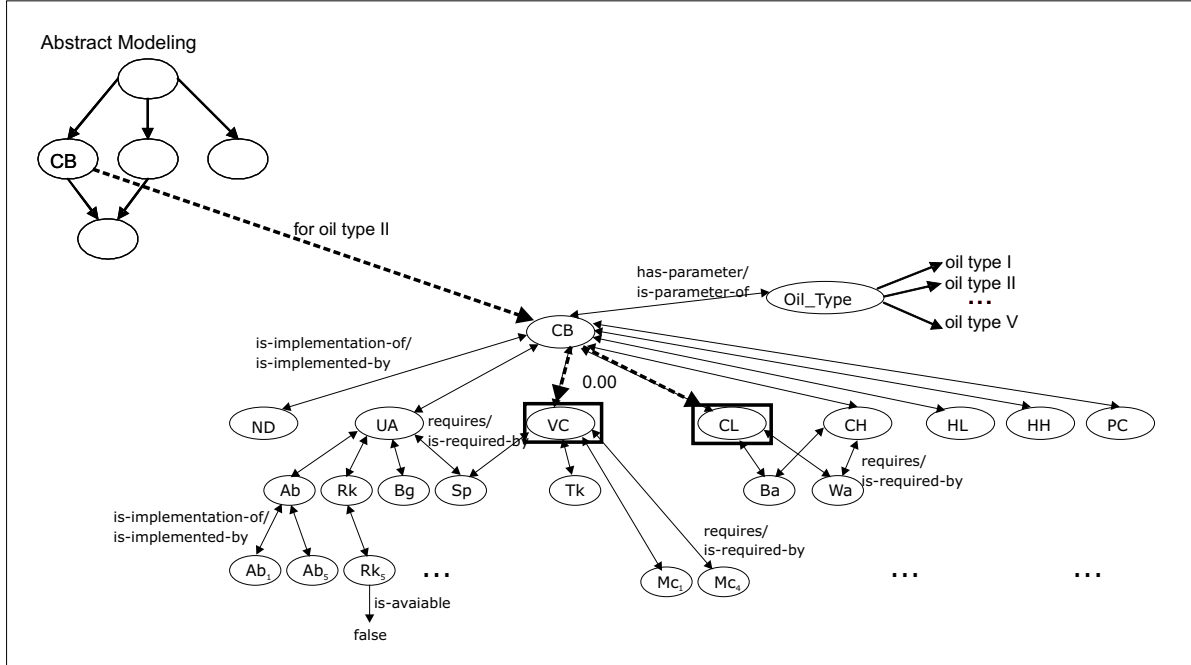 Abstract Modeling
CB
for oil type II
has-parameter/
is-parameter-of
Oil_Type
oil type I
oil type II
...
oil type V
CB
is-implementation-of/
is-implemented-by
0.00
ND
UA
requires/
is-required-by
VC
CL
CH
HL
HH
PC
requires/
is-required-by
Ab
Rk
Bg
Sp
Tk
Ba
Wa
is-implementation-of/
is-implemented-by
requires/
is-required-by
Ab1
Ab5
Rk5
...
Mc1
Mc4
...
...
is-avaiable
false